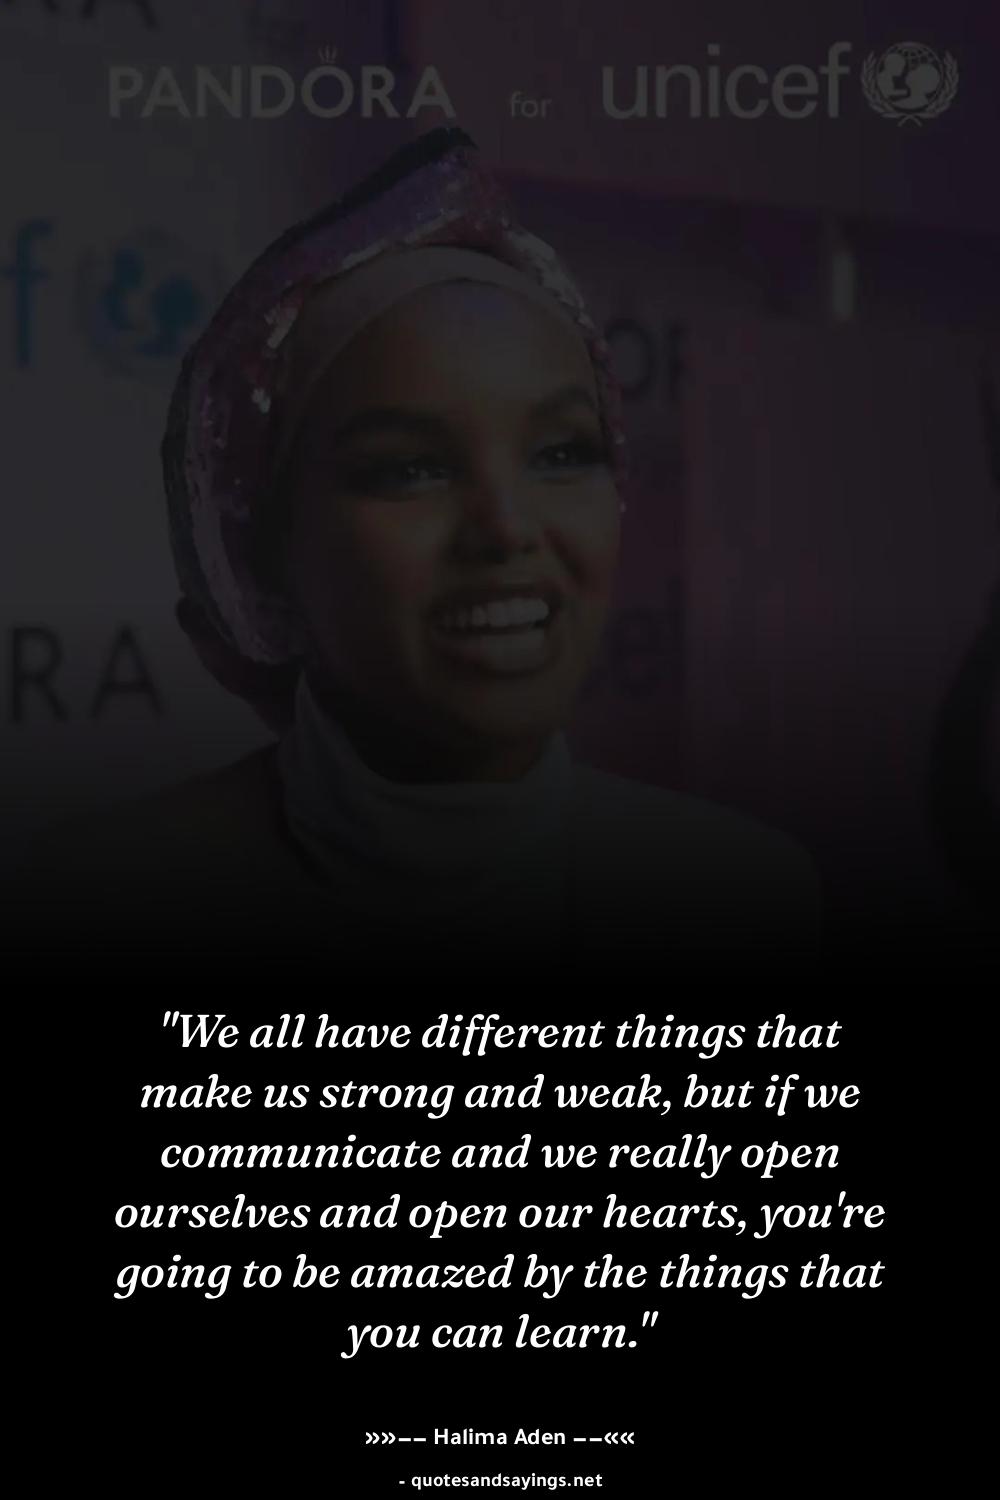 PANDORA for unicef
f
OF
RA
"We all have different things that
make us strong and weak, but if we
communicate and we really open
ourselves and open our hearts, you're
going to be amazed by the things that
you can learn."
»»–– Halima Aden ––««
- quotesandsayings.net